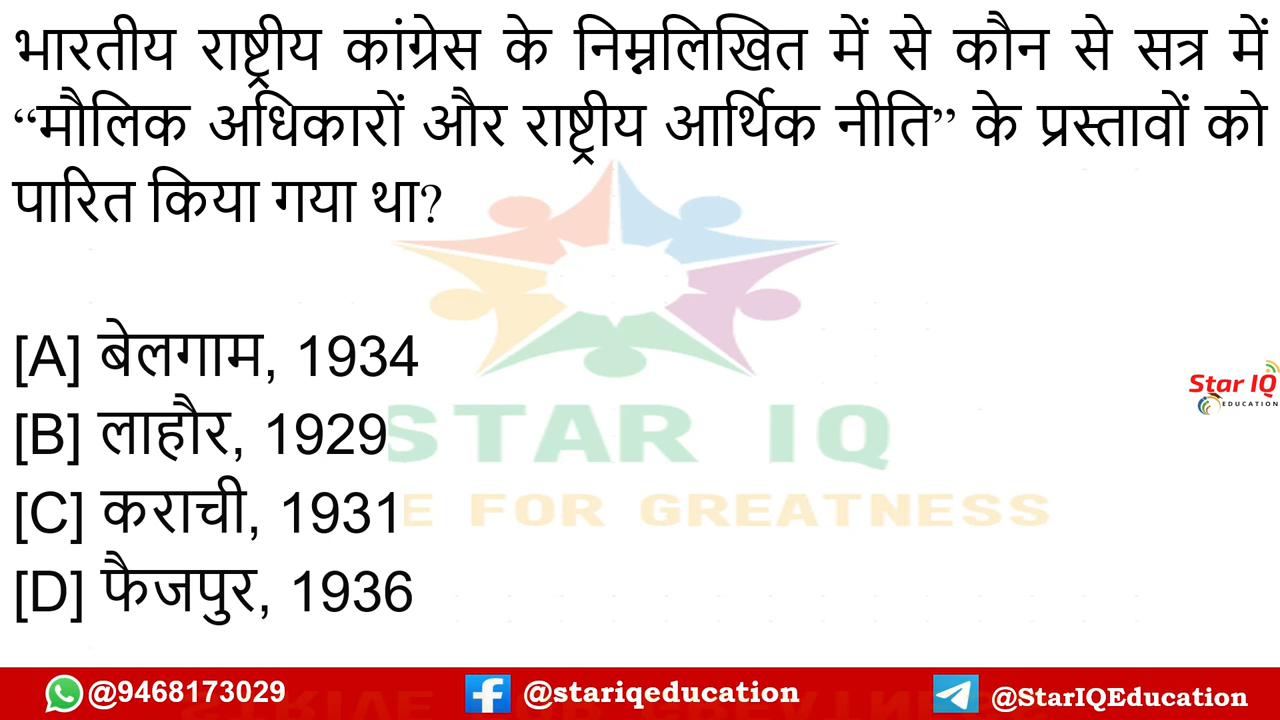 भारतीय राष्ट्रीय कांग्रेस के निम्नलिखित में से कौन से सत्र में
“मौलिक अधिकारों और राष्ट्रीय आर्थिक नीति” के प्रस्तावों को
पारित किया गया था?
[A] बेलगाम, 1934
[B] लाहौर, 1929
[C] कराची, 1931
[D] फैजपुर, 1936
STAR IQ
E FOR GREATNESS
Star IQ
EDUCATION
@9468173029 @stariqeducation @StarIQEducation